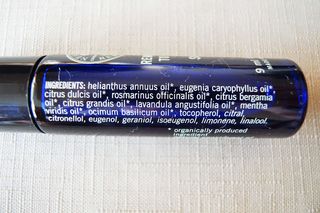 INGREDIENTS: helianthus annuus oil*, eugenia caryophyllus oil*,
citrus dulcis oil*, rosmarinus officinalis oil*, citrus bergamia
oil*, citrus grandis oil*, lavandula angustifolia oil*, mentha
viridis oil*, ocimum basilicum oil*, tocopherol, citral,
citronellol, eugenol, geraniol, isoeugenol, limonene, linalool.
* organically produced
ingredient
9 ml